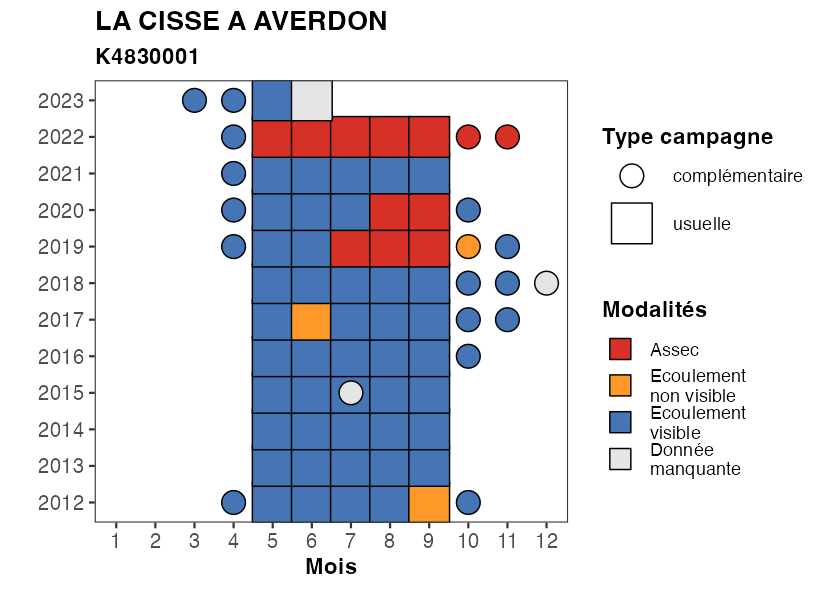 LA CISSE A AVERDON
K4830001
2023
2022
2021
2020
2019
2018
2017
2016
2015
2014
2013
2012
1 2 3 4 5 6 7 8 9 10 11 12
Mois
Type campagne
complémentaire
usuelle
Modalités
Assec
Ecoulement
non visible
Ecoulement
visible
Donnée
manquante